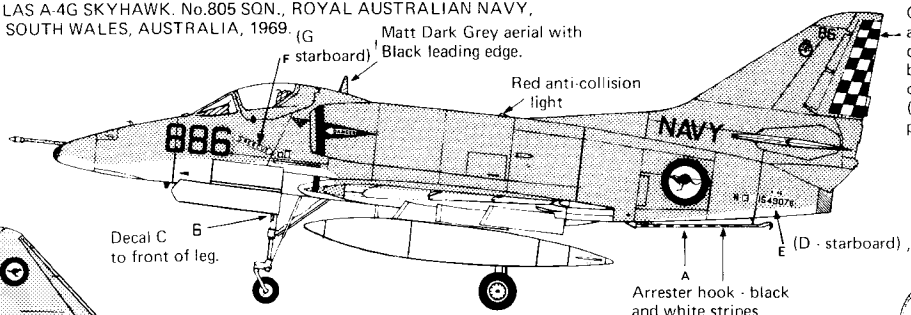 LAS A-4G SKYHAWK. No.805 SQN., ROYAL AUSTRALIAN NAVY,
SOUTH WALES, AUSTRALIA, 1969.
(G
F starboard)
Matt Dark Grey aerial with
Black leading edge.
Red anti-collision
light
86
886
NAVY
Decal C
to front of leg.
6
A
Arrester hook - black
and white stripes
E (D - starboard)